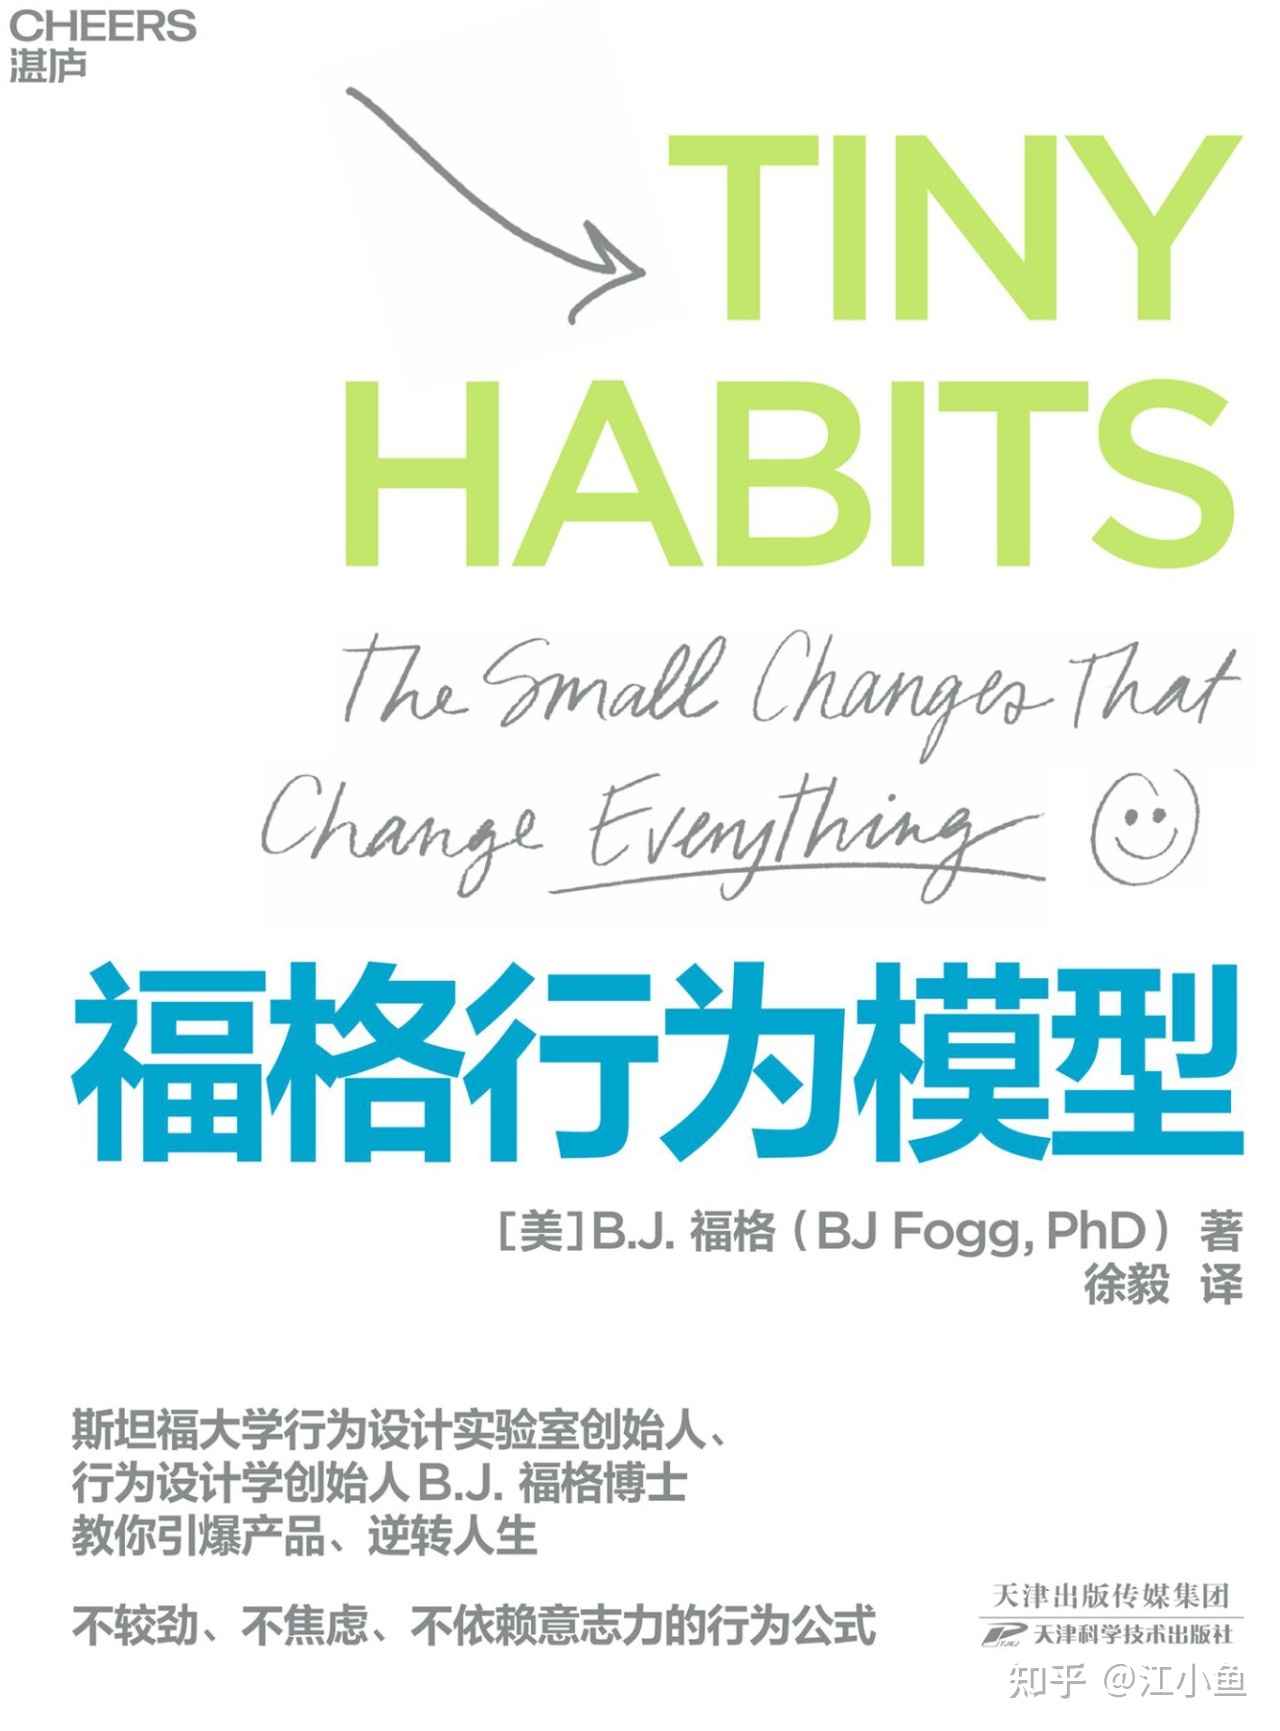 CHEERS
湛庐
TINY
HABITS
The Small Changes That
Change Everything
福格行为模型
[美]B.J. 福格（BJ Fogg, PhD）著
徐毅 译
斯坦福大学行为设计实验室创始人、
行为设计学创始人B.J. 福格博士
教你引爆产品、逆转人生
不较劲、不焦虑、不依赖意志力的行为公式
天津出版传媒集团
TJKJ 天津科学技术出版社
知乎 @江小鱼